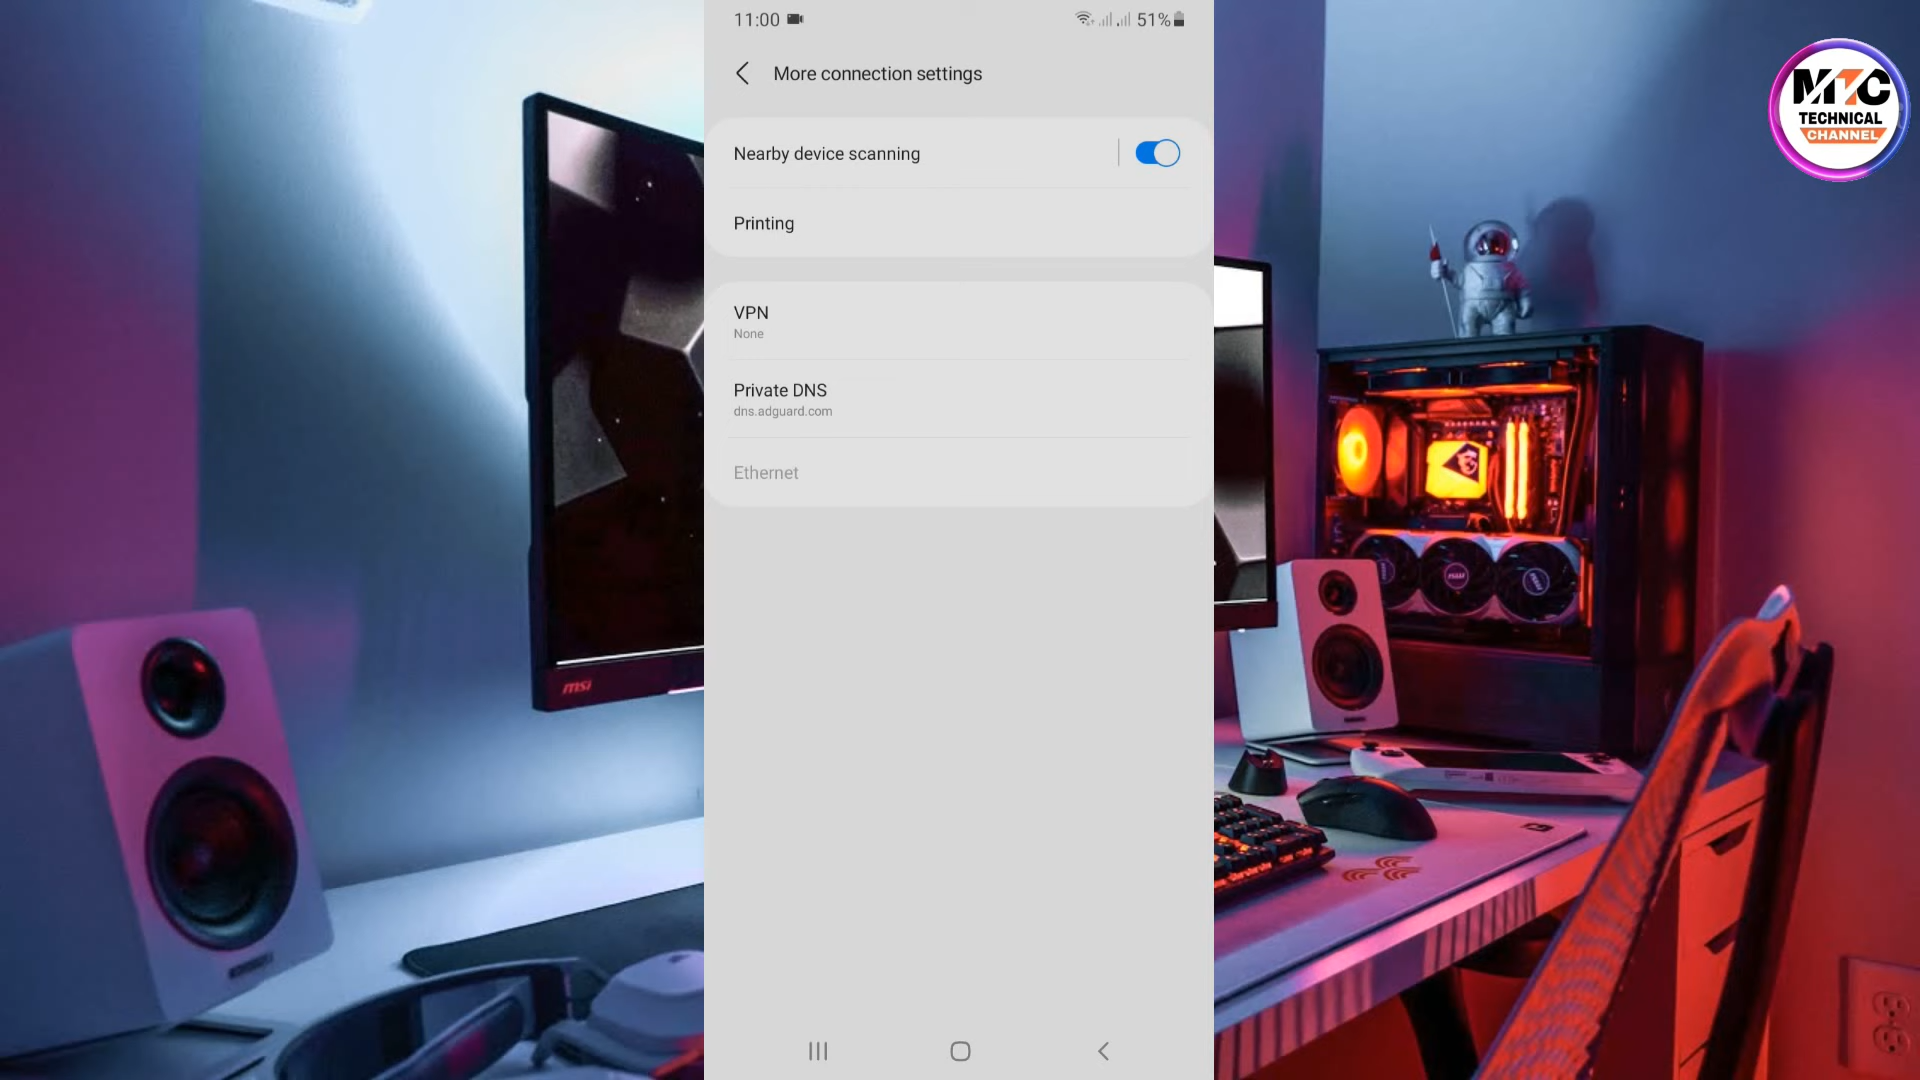 11:00
51%
More connection settings
Nearby device scanning
Printing
VPN
None
Private DNS
dns.adguard.com
Ethernet
MTC
TECHNICAL
CHANNEL
msi